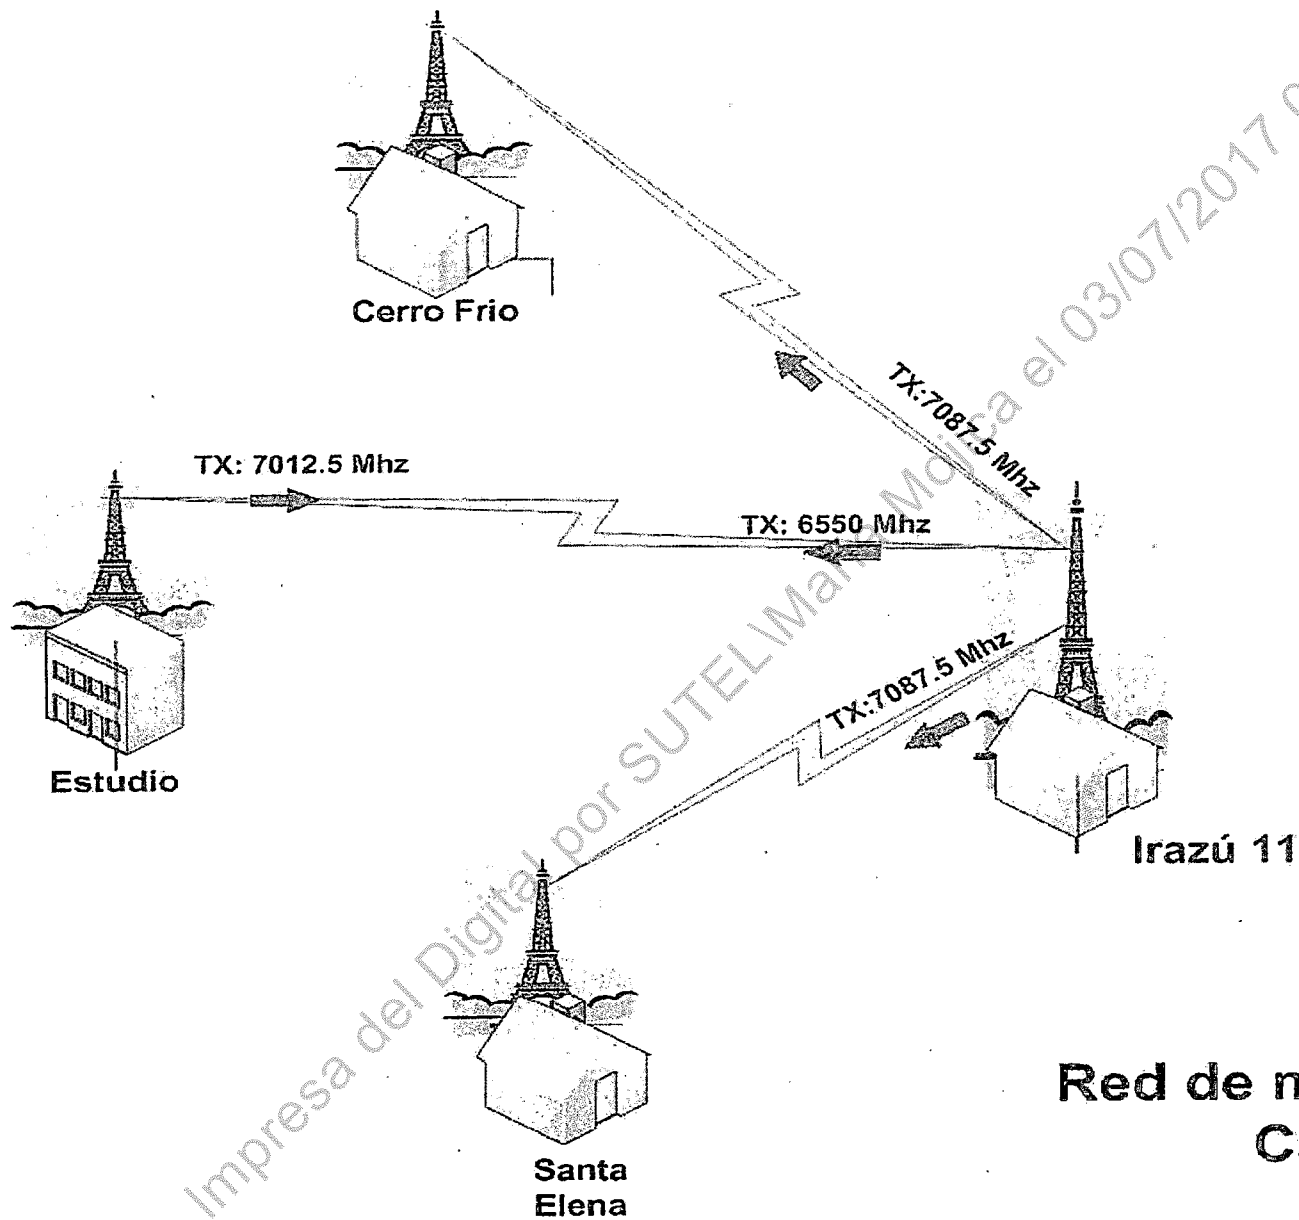 Cerro Frio
TX:7087.5 Mhz
TX: 7012.5 Mhz
TX: 6550 Mhz
TX:7087.5 Mhz
Estudio
Irazú 11
Santa
Elena
Red de
Impresa del Digital por SUTEL\Maria Mojica el 03/07/2017